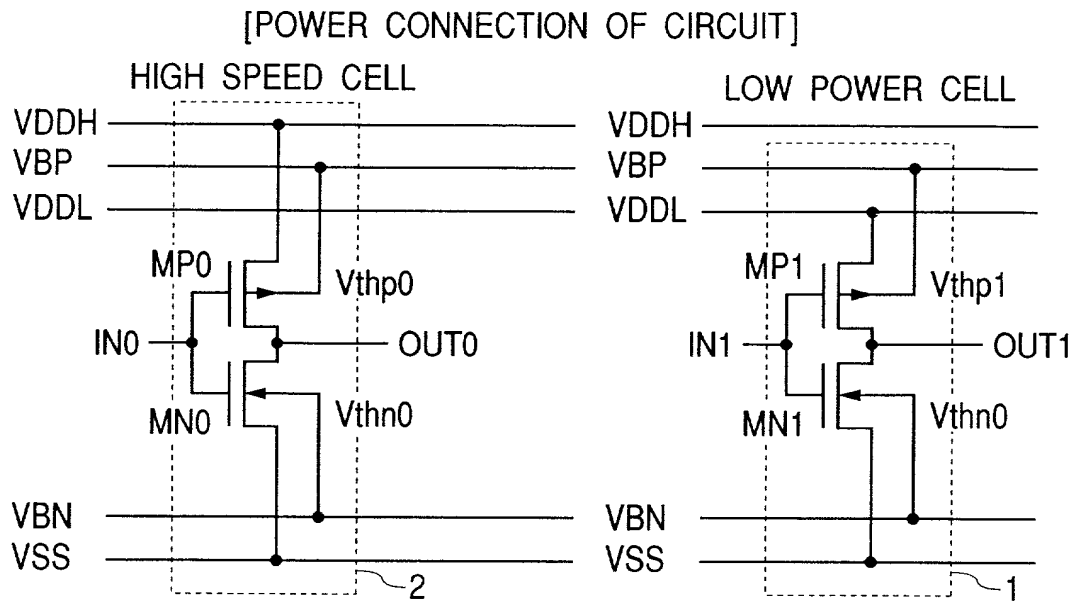 [POWER CONNECTION OF CIRCUIT]
HIGH SPEED CELL
VDDH
VBP
VDDL
MP0
Vthp0
IN0
OUT0
MN0
Vthn0
VBN
VSS
2
LOW POWER CELL
VDDH
VBP
VDDL
MP1
Vthp1
IN1
OUT1
MN1
Vthn0
VBN
VSS
1